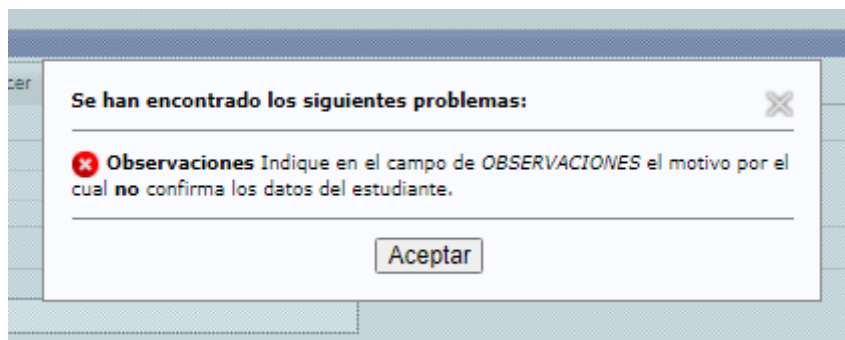 cer
Se han encontrado los siguientes problemas:
Observaciones Indique en el campo de OBSERVACIONES el motivo por el
cual no confirma los datos del estudiante.
Aceptar